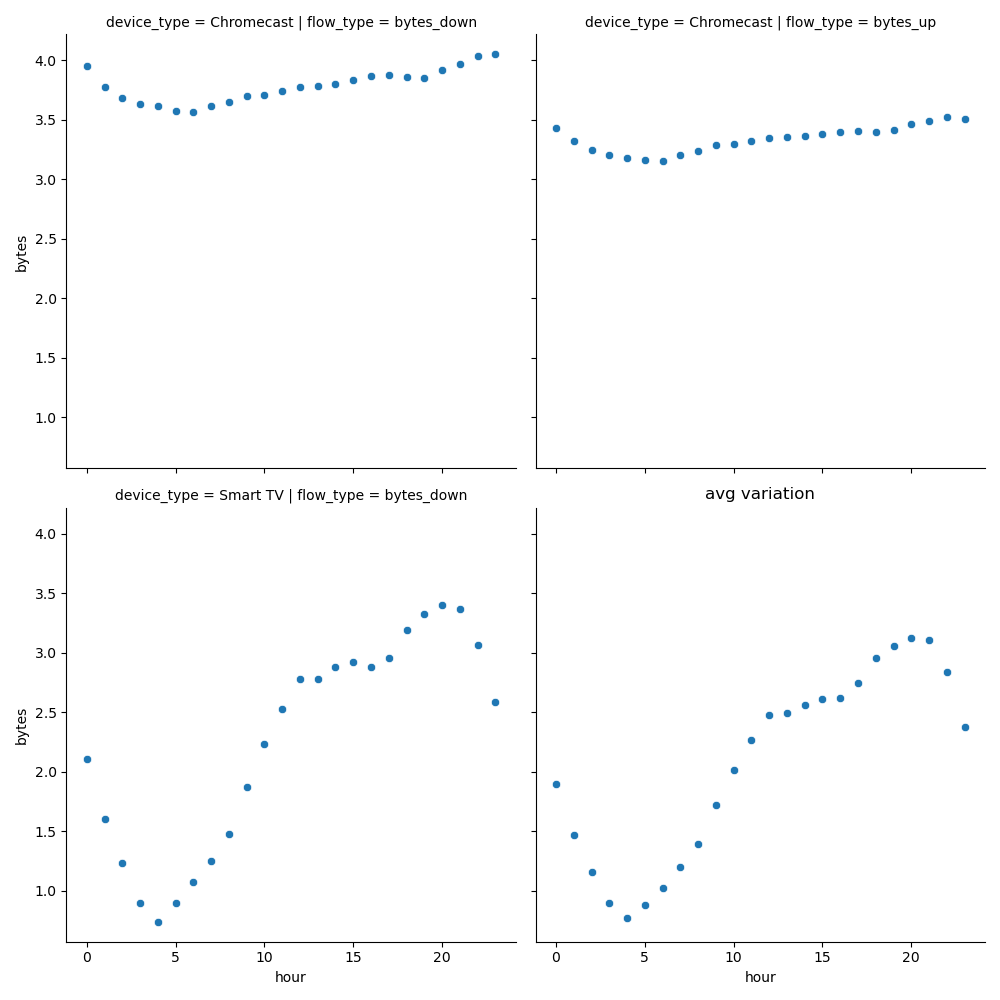 device_type = Chromecast | flow_type = bytes_down
device_type = Chromecast | flow_type = bytes_up
4.0
3.5
3.0
2.5
2.0
1.5
1.0
bytes
device_type = Smart TV | flow_type = bytes_down
avg variation
4.0
3.5
3.0
2.5
2.0
1.5
1.0
bytes
0 5 10 15 20
hour
0 5 10 15 20
hour